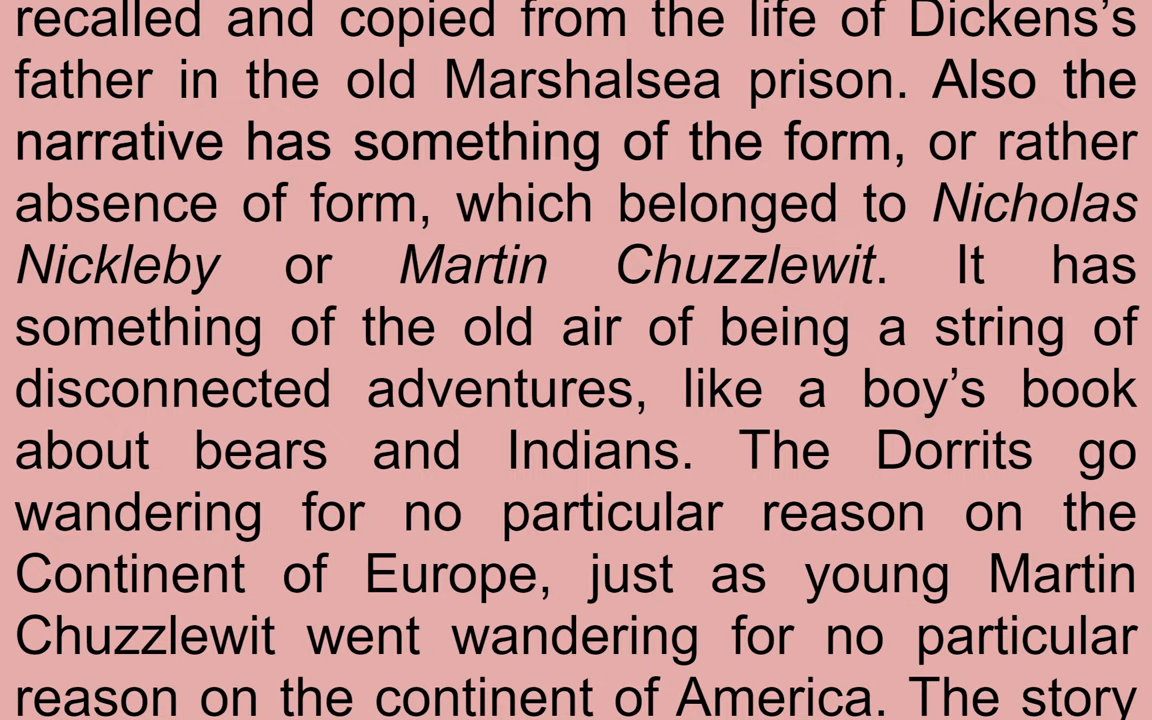 recalled and copied from the life of Dickens’s
father in the old Marshalsea prison. Also the
narrative has something of the form, or rather
absence of form, which belonged to Nicholas
Nickleby or Martin Chuzzlewit. It has
something of the old air of being a string of
disconnected adventures, like a boy’s book
about bears and Indians. The Dorrits go
wandering for no particular reason on the
Continent of Europe, just as young Martin
Chuzzlewit went wandering for no particular
reason on the continent of America. The story